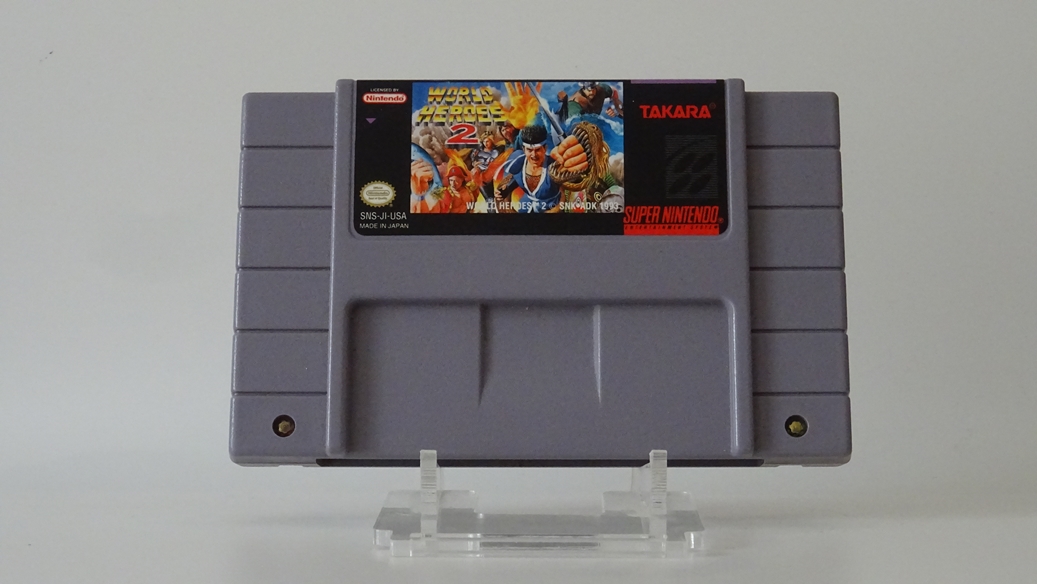 LICENSED BY
Nintendo
WORLD
HEROES
2
TAKARA®
SNS-JI-USA
MADE IN JAPAN
WORLD HEROES™ 2 © SNK•ADK 1993
©
SUPER NINTENDO®
ENTERTAINMENT SYSTEM